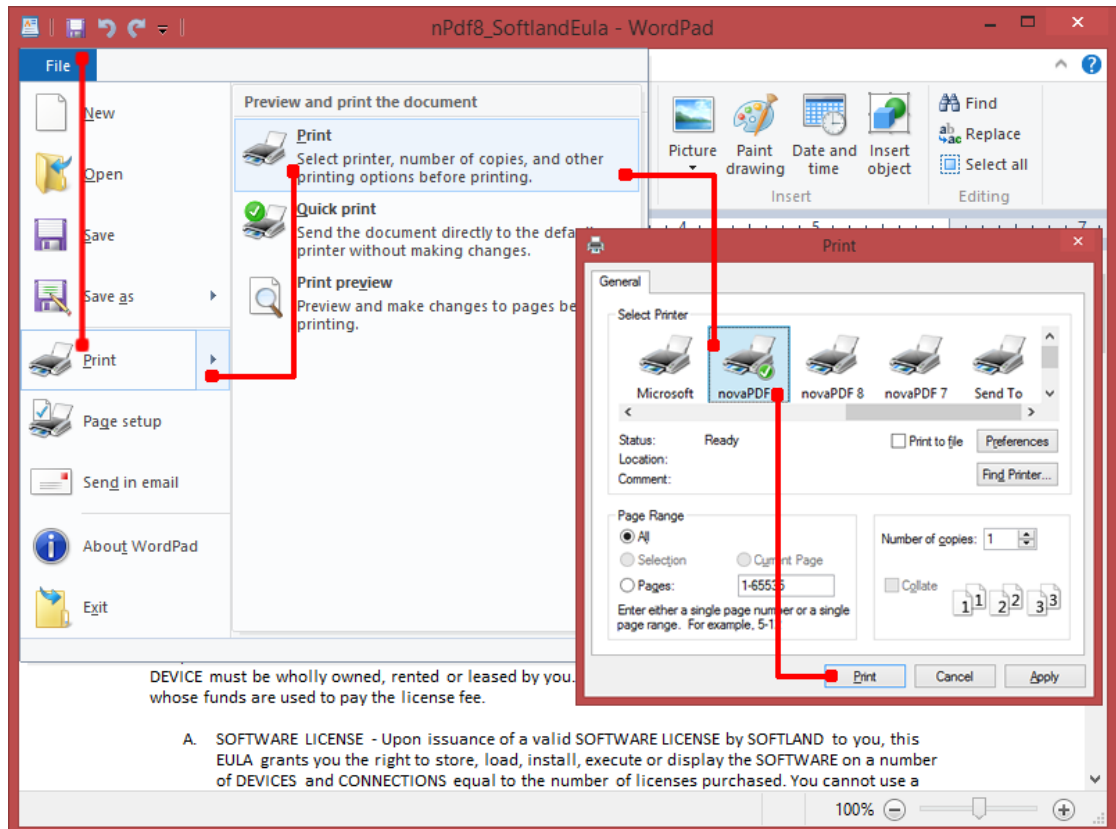 nPdf8_SoftlandEula - WordPad
File
New
Open
Save
Save as
Print
Page setup
Send in email
About WordPad
Exit
Preview and print the document
Print
Select printer, number of copies, and other
printing options before printing.
Quick print
Send the document directly to the
printer without making changes.
Print preview
Preview and make changes to pages
printing.
Picture
Paint
drawing
Date and
time
Insert
object
Insert
Find
Replace
Select all
Editing
4 5 7
Print
General
Select Printer
Microsoft
novaPDF
novaPDF 8
novaPDF 7
Send To
Status: Ready
Location:
Comment:
Print to file
Preferences
Find Printer...
Page Range
All
Selection
Current Page
Pages:
1-65535
Enter either a single page number or a single
page range. For example, 5-1
Number of copies: 1
Collate
1 1 2 2 3 3
Print
Cancel
Apply
DEVICE must be wholly owned, rented or leased by you.
whose funds are used to pay the license fee.
A. SOFTWARE LICENSE - Upon issuance of a valid SOFTWARE LICENSE by SOFTLAND to you, this
EULA grants you the right to store, load, install, execute or display the SOFTWARE on a number
of DEVICES and CONNECTIONS equal to the number of licenses purchased. You cannot use a
100%